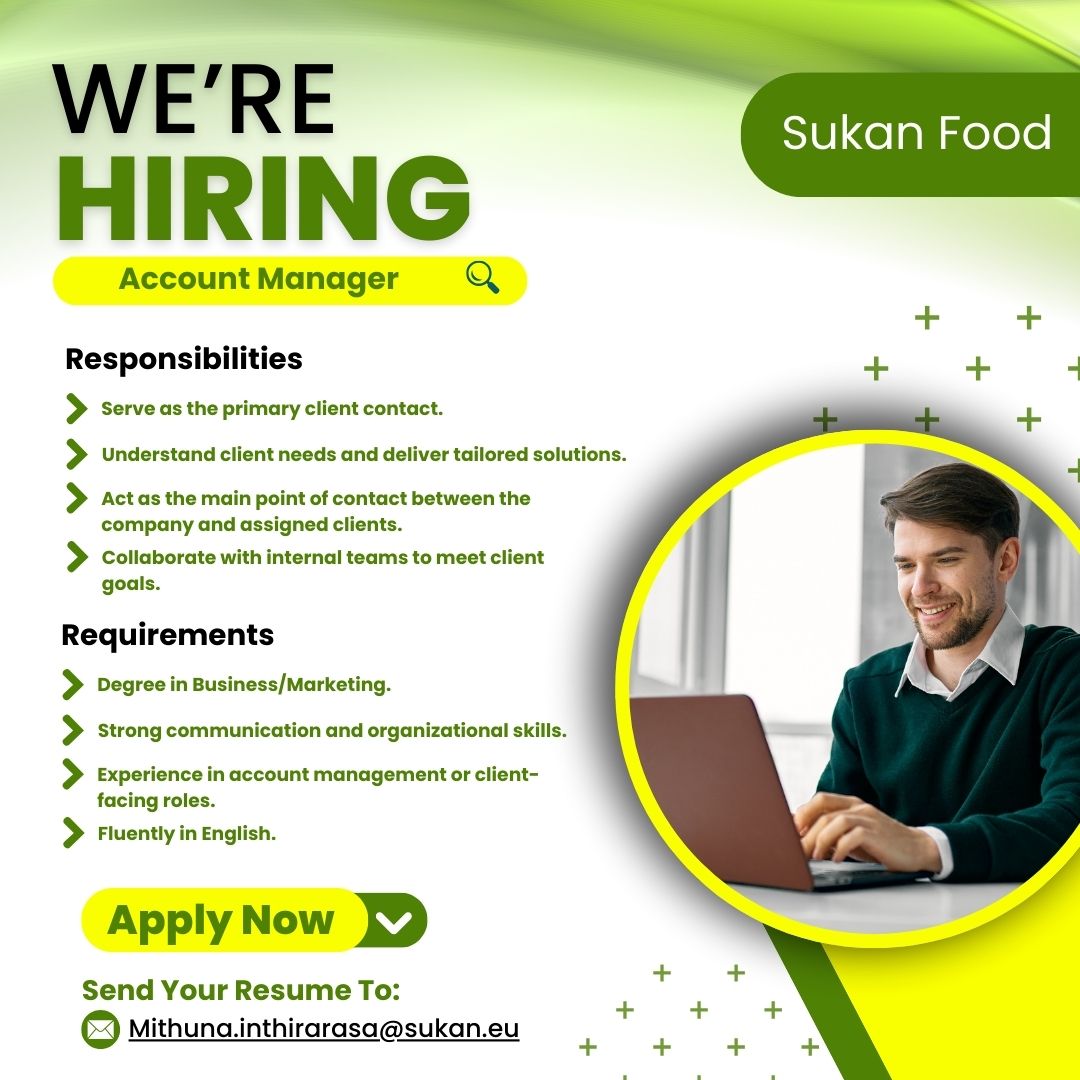 WE’RE
HIRING
Sukan Food
Account Manager
Responsibilities
Serve as the primary client contact.
Understand client needs and deliver tailored solutions.
Act as the main point of contact between the
company and assigned clients.
Collaborate with internal teams to meet client
goals.
Requirements
Degree in Business/Marketing.
Strong communication and organizational skills.
Experience in account management or client-
facing roles.
Fluently in English.
Apply Now
Send Your Resume To:
Mithuna.inthirarasa@sukan.eu